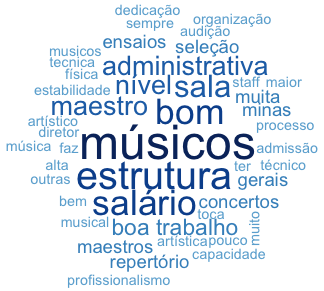 dedicação
sempre organização
audição
ensaios seleção
musicos
tecnica administrativa
física nível sala staff maior
estabilidade muita
maestro bom minas
artístico
diretor músicos processo
música faz admissão
alta estrutura ter técnico
outras gerais
bem salário concertos
toca
musical boa trabalho muito
maestros artística pouco
repertório capacidade
profissionalismo